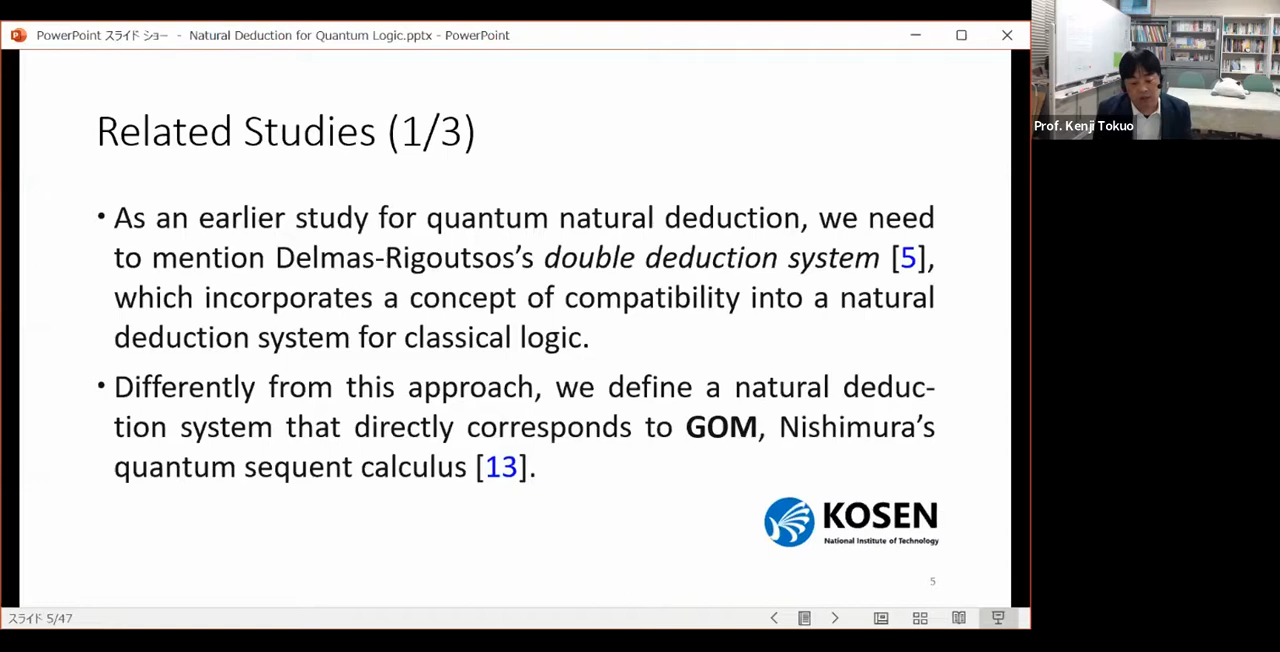 PowerPoint スライド ショー - Natural Deduction for Quantum Logic.pptx - PowerPoint
Prof. Kenji Tokuo
Related Studies (1/3)
• As an earlier study for quantum natural deduction, we need
to mention Delmas-Rigoutsos's double deduction system [5],
which incorporates a concept of compatibility into a natural
deduction system for classical logic.
• Differently from this approach, we define a natural deduc-
tion system that directly corresponds to GOM, Nishimura's
quantum sequent calculus [13].
KOSEN
National Institute of Technology
5
スライド 5/47